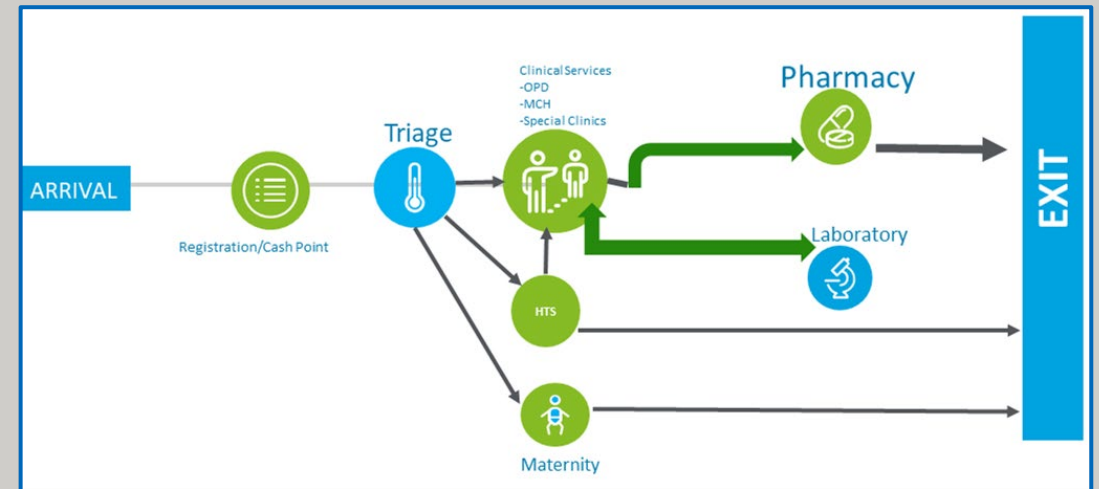 ARRIVAL
Registration/Cash Point
Triage
Clinical Services
-OPD
-MCH
-Special Clinics
HTS
Maternity
Pharmacy
Laboratory
EXIT